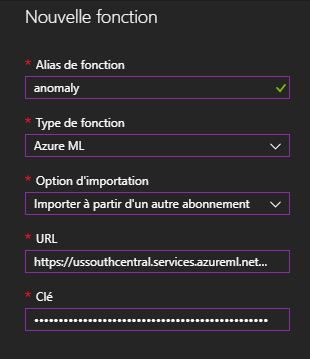 Nouvelle fonction
* Alias de fonction
anomaly
* Type de fonction
Azure ML
* Option d'importation
Importer à partir d'un autre abonnement
* URL
https://ussouthcentral.services.azureml.net...
* Clé
••••••••••••••••••••••••••••••••••••••••••••••••